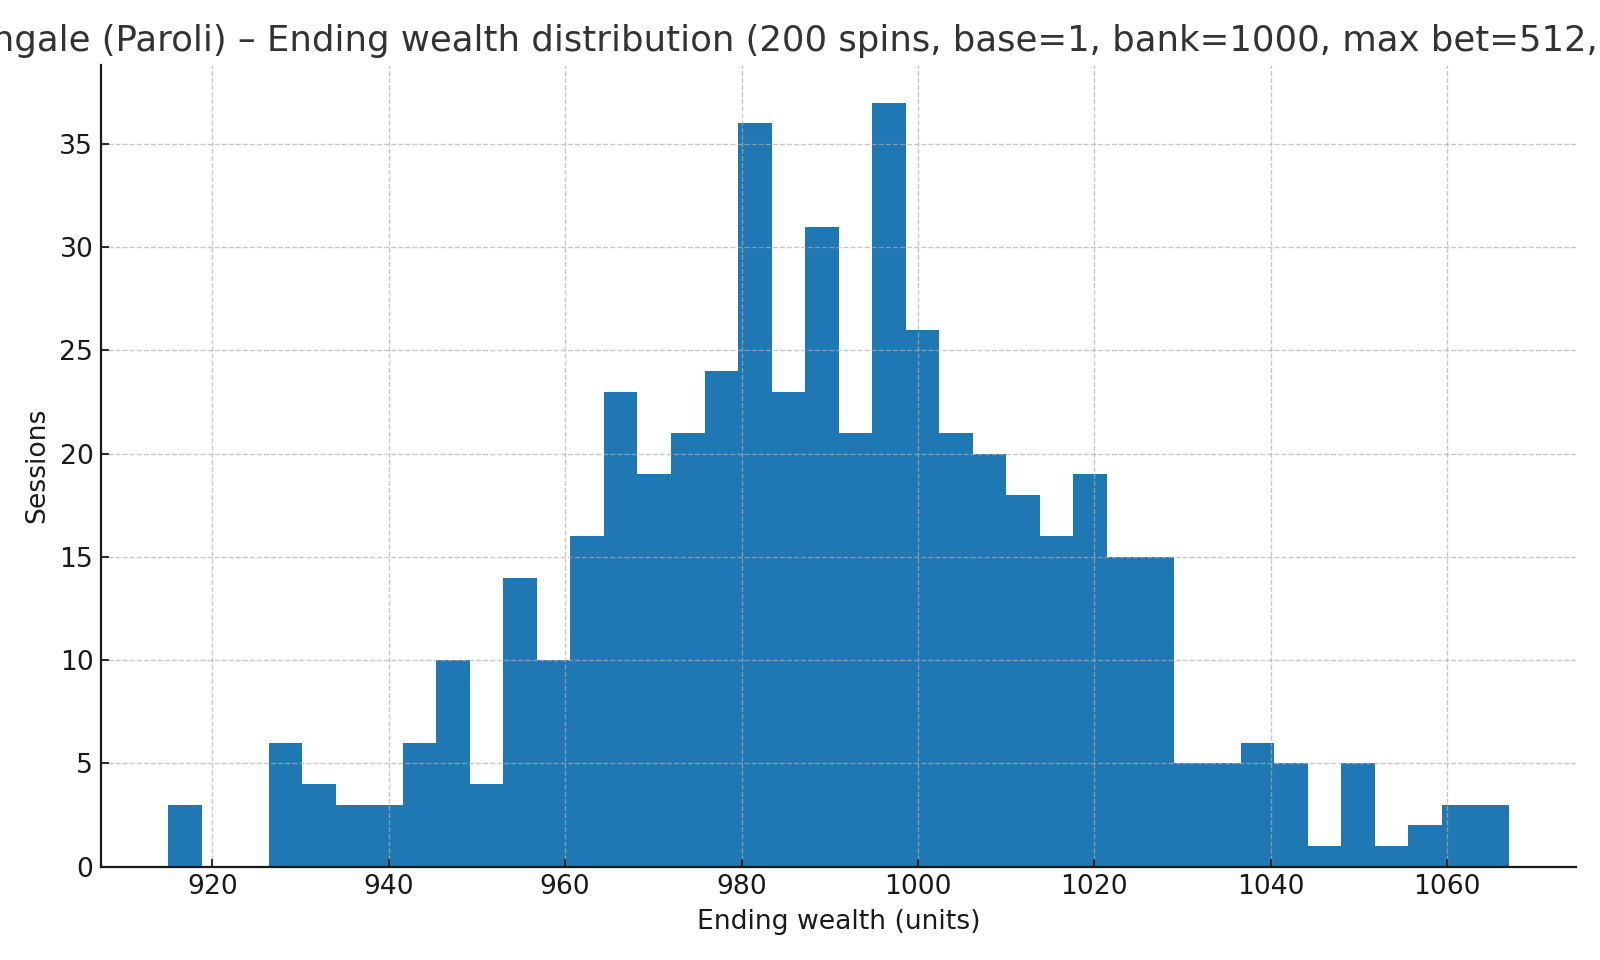 ngale (Paroli) – Ending wealth distribution (200 spins, base=1, bank=1000, max bet=512,
35
30
25
20
15
10
5
0
Sessions
920 940 960 980 1000 1020 1040 1060
Ending wealth (units)